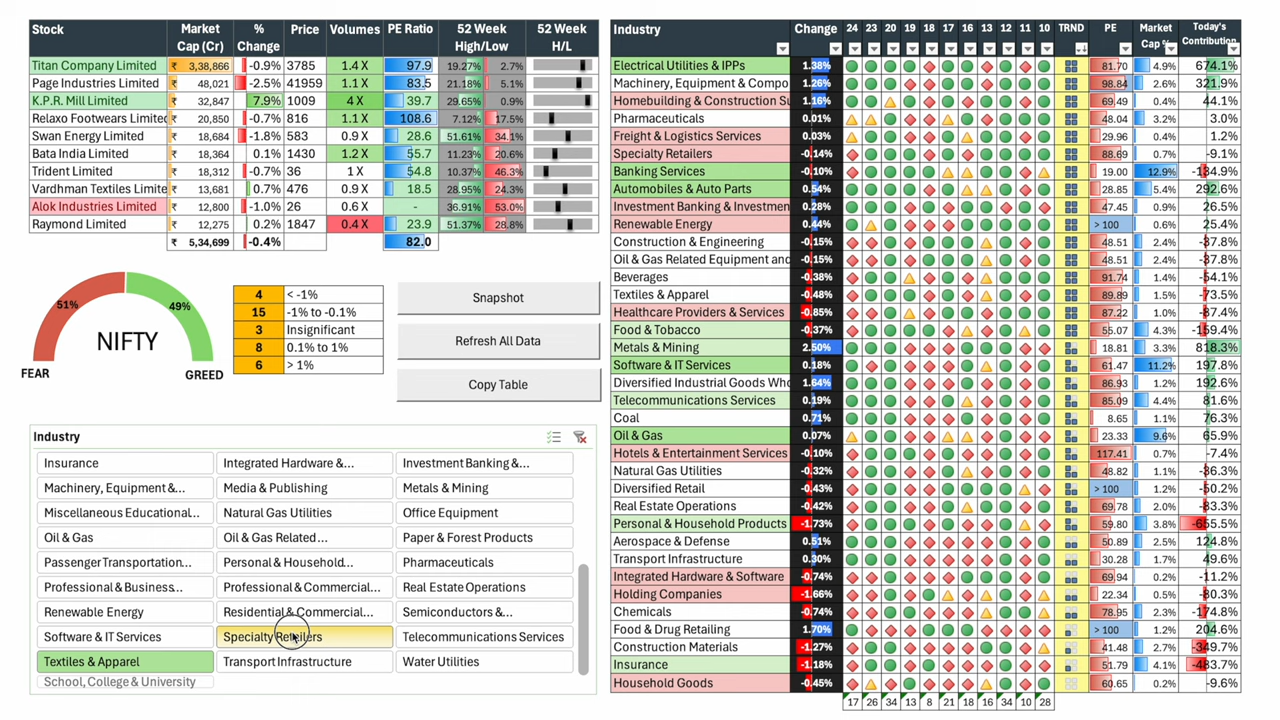 Stock Market Cap (Cr) % Change Price Volumes PE Ratio 52 Week High/Low 52 Week H/L
Titan Company Limited ₹ 3,38,866 -0.9% 3785 1.4 X 97.9 19.27% 2.7%
Page Industries Limited ₹ 48,021 -2.5% 41959 1.1 X 83.5 21.18% 5.1%
K.P.R. Mill Limited ₹ 32,847 7.9% 1009 4 X 39.7 29.65% 0.9%
Relaxo Footwears Limited ₹ 20,850 -0.7% 816 1.1 X 108.6 7.12% 17.5%
Swan Energy Limited ₹ 18,684 -1.8% 583 0.9 X 28.6 51.61% 34.1%
Bata India Limited ₹ 18,364 0.1% 1430 1.2 X 55.7 11.23% 20.6%
Trident Limited ₹ 18,312 -0.7% 36 1 X 54.8 10.37% 46.3%
Vardhman Textiles Limite ₹ 13,681 0.7% 476 0.9 X 18.5 28.95% 24.3%
Alok Industries Limited ₹ 12,800 -1.0% 26 0.6 X - 36.91% 53.0%
Raymond Limited ₹ 12,275 0.2% 1847 0.4 X 23.9 51.37% 28.8%
₹ 5,34,699 -0.4% 82.0
51% 49%
NIFTY
FEAR GREED
4 < -1%
15 -1% to -0.1%
3 Insignificant
8 0.1% to 1%
6 > 1%
Snapshot
Refresh All Data
Copy Table
Industry
Insurance Integrated Hardware &... Investment Banking &...
Machinery, Equipment &... Media & Publishing Metals & Mining
Miscellaneous Educational... Natural Gas Utilities Office Equipment
Oil & Gas Oil & Gas Related... Paper & Forest Products
Passenger Transportation... Personal & Household... Pharmaceuticals
Professional & Business... Professional & Commercial... Real Estate Operations
Renewable Energy Residential & Commercial... Semiconductors &...
Software & IT Services Specialty Retailers Telecommunications Services
Textiles & Apparel Transport Infrastructure Water Utilities
School, College & University
Industry Change 24 23 20 19 18 17 16 13 12 11 10 TRND PE Market Cap % Today's Contribution
Electrical Utilities & IPPs 1.38% 81.70 4.9% 674.1%
Machinery, Equipment & Compo 1.26% 98.84 2.6% 321.9%
Homebuilding & Construction Su 1.16% 69.49 0.4% 44.1%
Pharmaceuticals 0.01% 48.04 3.2% 3.0%
Freight & Logistics Services 0.03% 29.96 0.4% 1.2%
Specialty Retailers -0.14% 88.69 0.7% -9.1%
Banking Services -0.10% 19.00 12.9% -134.9%
Automobiles & Auto Parts 0.54% 28.85 5.4% 292.6%
Investment Banking & Investmen 0.28% 47.45 0.9% 26.5%
Renewable Energy 0.44% > 100 0.6% 25.4%
Construction & Engineering -0.15% 48.51 2.4% -37.8%
Oil & Gas Related Equipment and -0.15% 48.51 2.4% -37.8%
Beverages -0.38% 91.74 1.4% -54.1%
Textiles & Apparel -0.48% 89.89 1.5% -73.5%
Healthcare Providers & Services -0.85% 87.22 1.0% -87.4%
Food & Tobacco -0.37% 55.07 4.3% -159.4%
Metals & Mining 2.50% 18.81 3.3% 818.3%
Software & IT Services 0.18% 61.47 11.2% 197.8%
Diversified Industrial Goods Who 1.64% 86.93 1.2% 192.6%
Telecommunications Services 0.19% 85.09 4.4% 81.6%
Coal 0.71% 8.65 1.1% 76.3%
Oil & Gas 0.07% 23.33 9.6% 65.9%
Hotels & Entertainment Services -0.10% 117.41 0.7% -7.4%
Natural Gas Utilities -0.32% 48.82 1.1% -36.3%
Diversified Retail -0.43% > 100 1.2% -50.2%
Real Estate Operations -0.42% 69.78 2.0% -83.3%
Personal & Household Products -1.73% 59.80 3.8% -655.5%
Aerospace & Defense 0.51% 50.89 2.5% 124.8%
Transport Infrastructure 0.30% 30.28 1.7% 49.6%
Integrated Hardware & Software -0.74% 69.94 0.2% -11.2%
Holding Companies -1.66% 22.34 0.5% -80.3%
Chemicals -0.74% 78.95 2.3% -174.8%
Food & Drug Retailing 1.70% > 100 1.2% 204.6%
Construction Materials -1.27% 41.48 2.7% -349.7%
Insurance -1.18% 51.79 4.1% -483.7%
Household Goods -0.45% 60.65 0.2% -9.6%
17 26 34 13 8 21 18 16 34 10 28